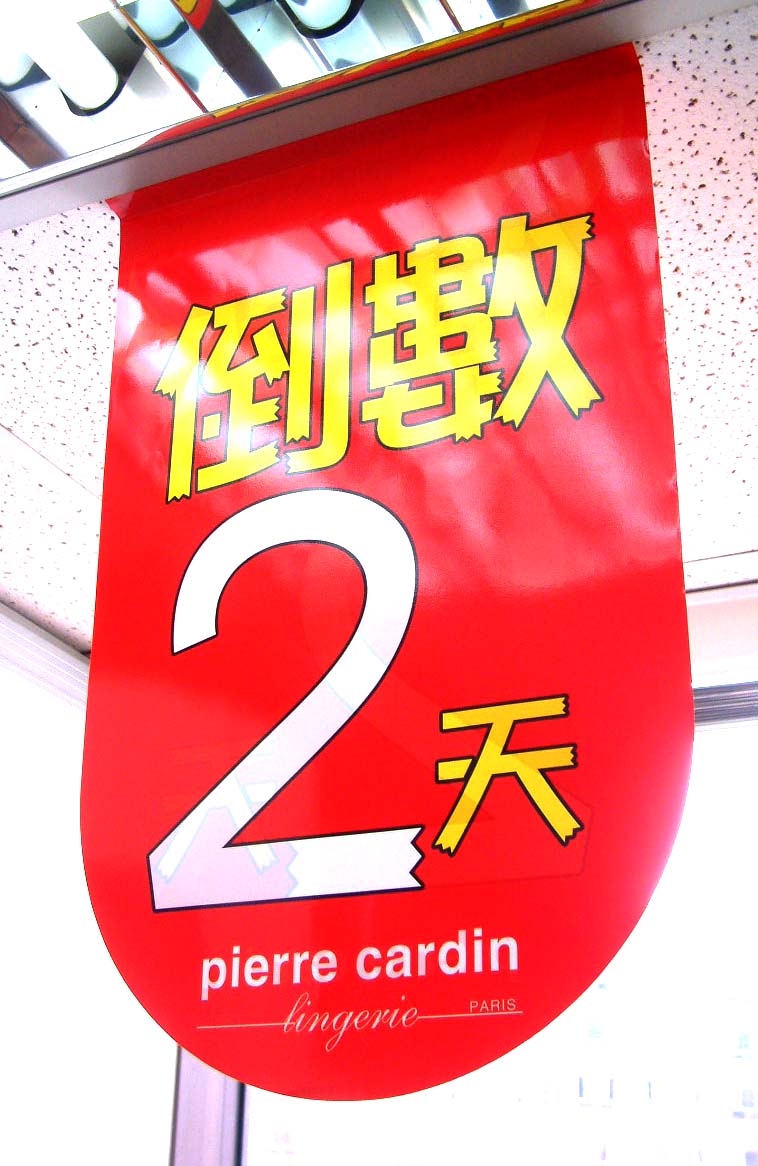 倒數
2天
pierre cardin
lingerie PARIS